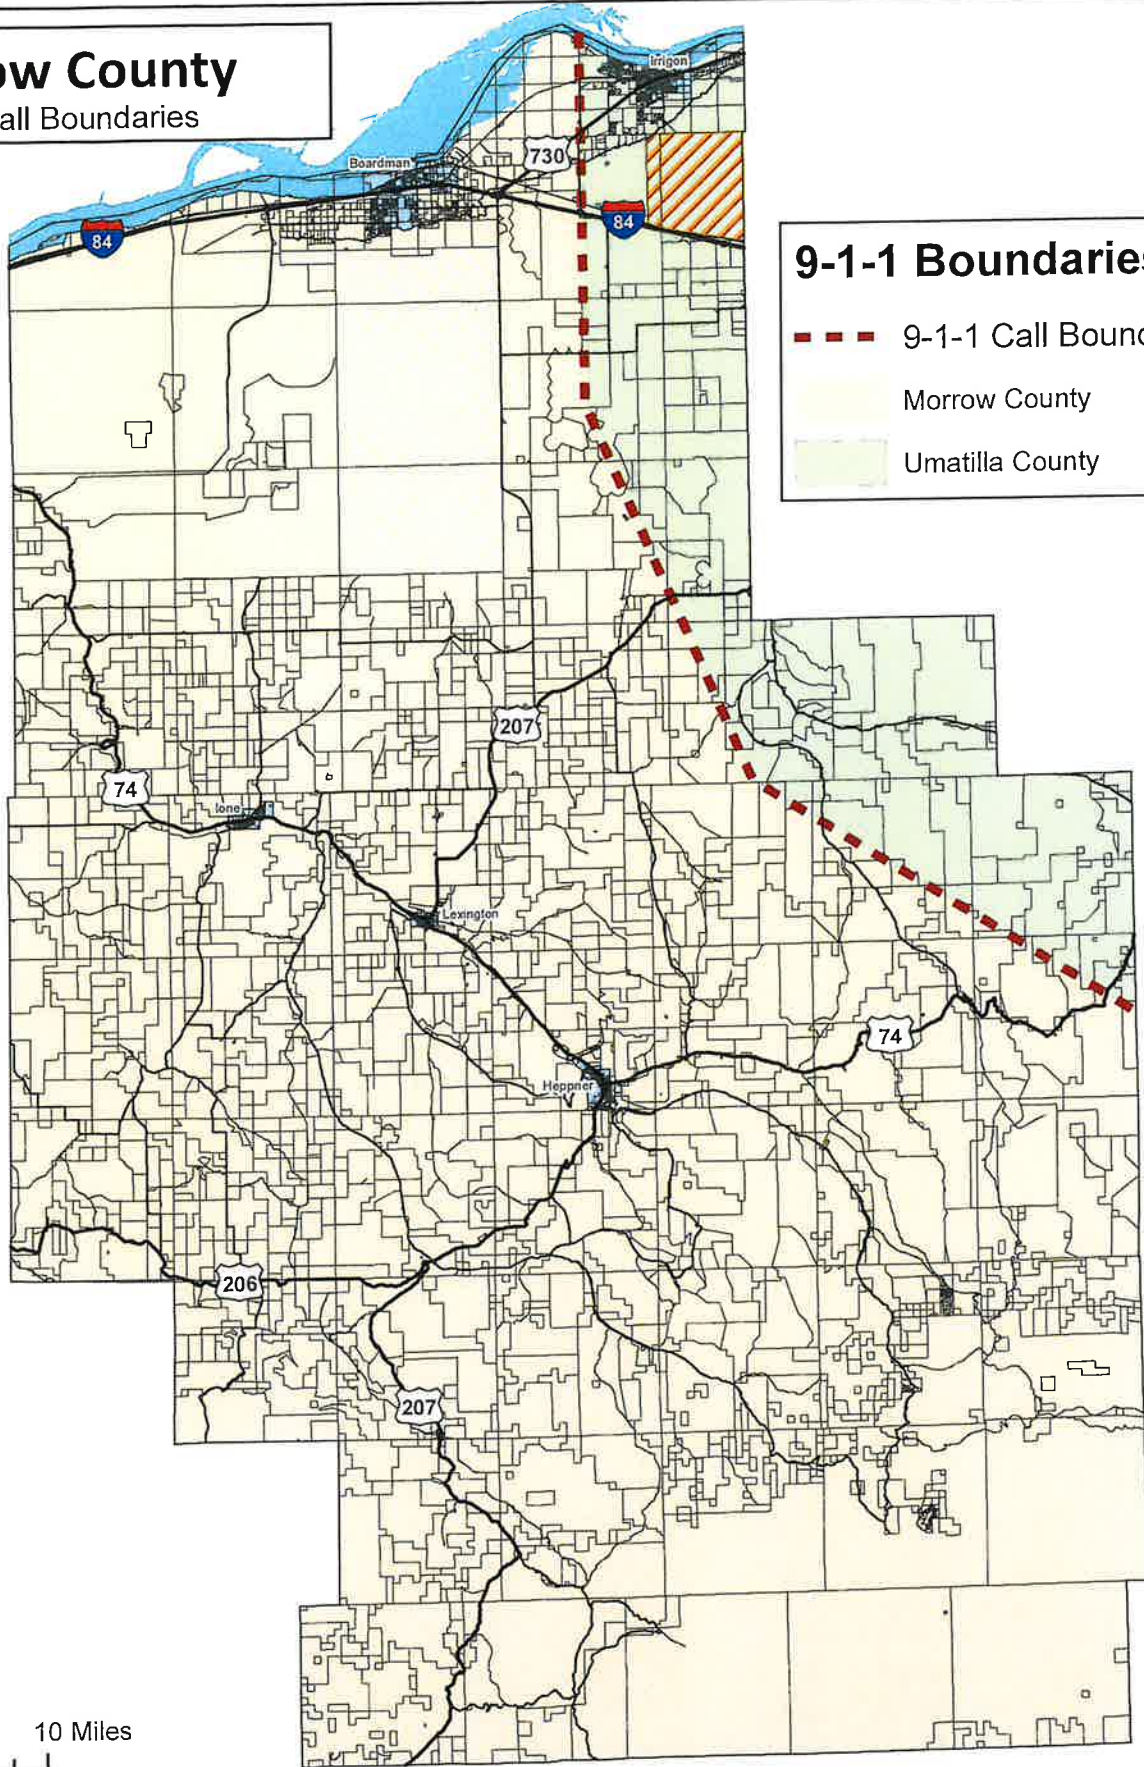 ow County
all Boundaries
Irrigon
730
Boardman
84
84
9-1-1 Boundaries
9-1-1 Call Bound
Morrow County
Umatilla County
207
74
Ione
Lexington
74
Heppner
206
207
10 Miles